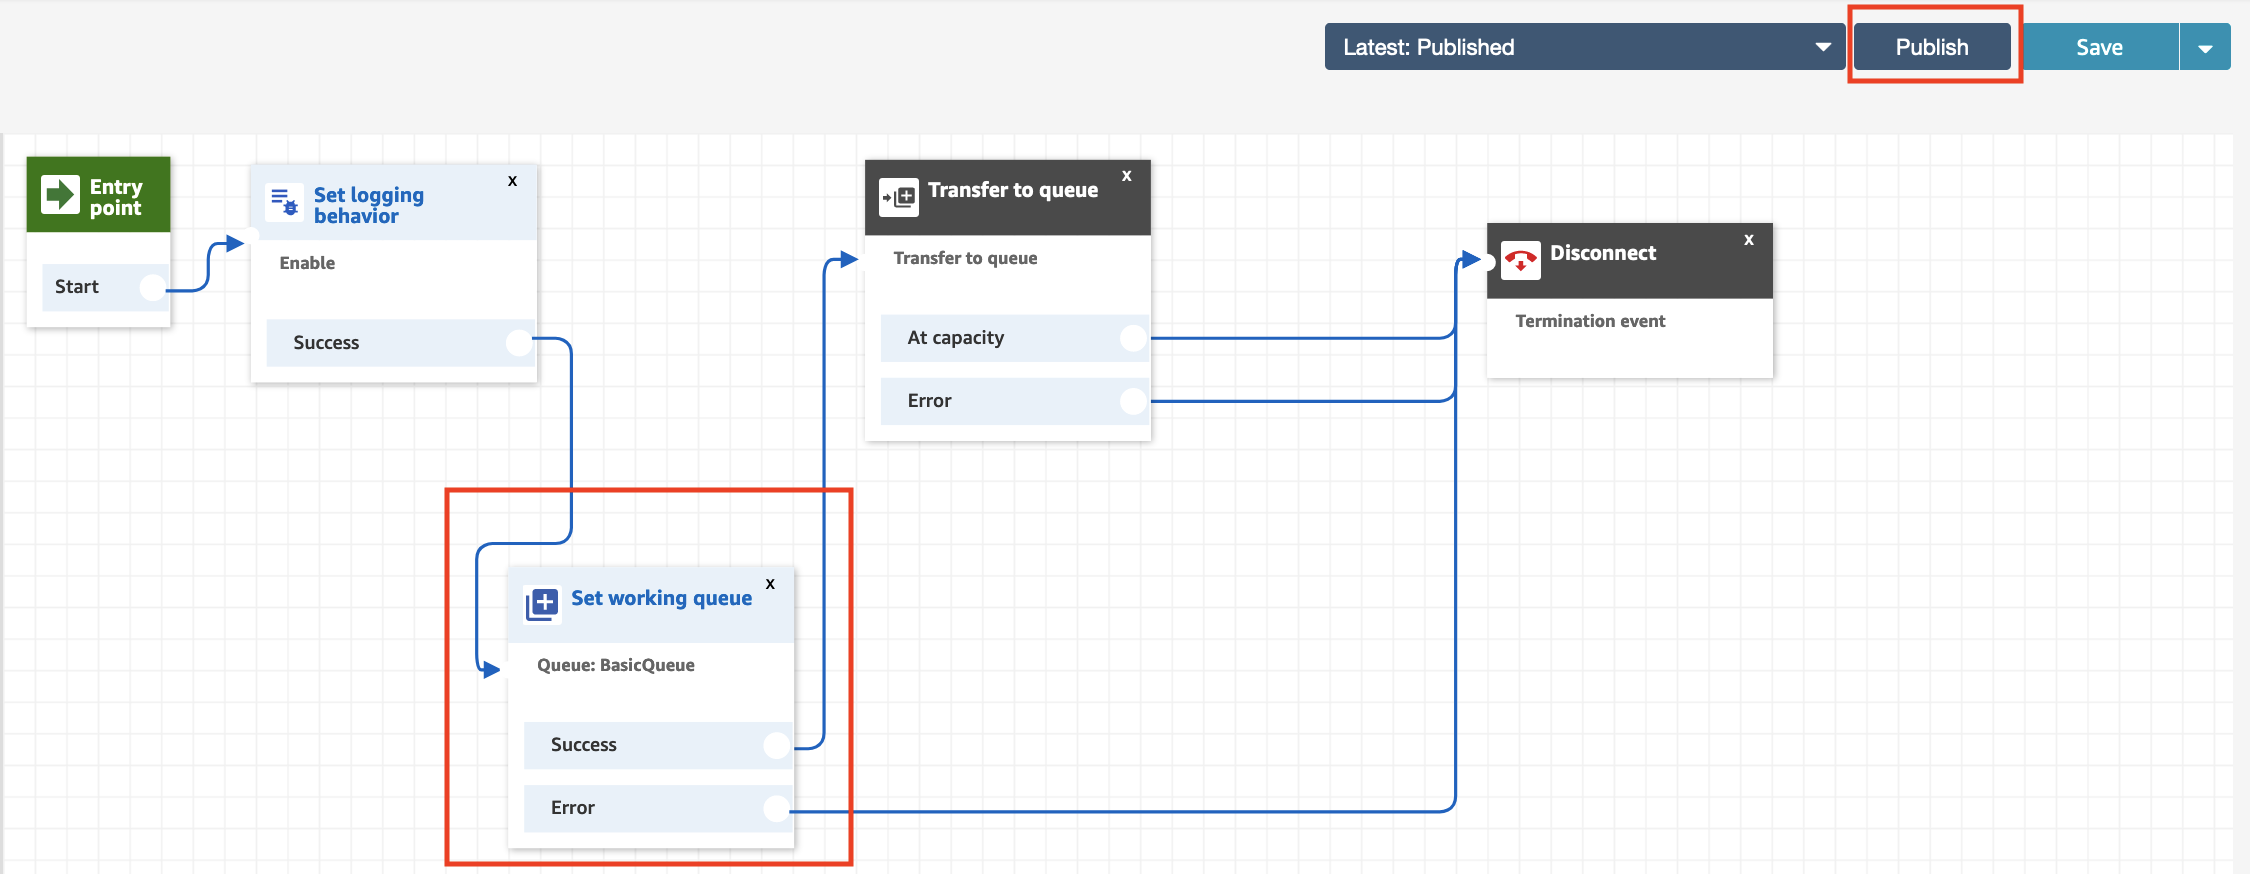 Latest: Published
Publish
Save
Entry
point
Start
Set logging
behavior
x
Enable
Success
Transfer to queue
x
Transfer to queue
At capacity
Error
Disconnect
x
Termination event
Set working queue
x
Queue: BasicQueue
Success
Error